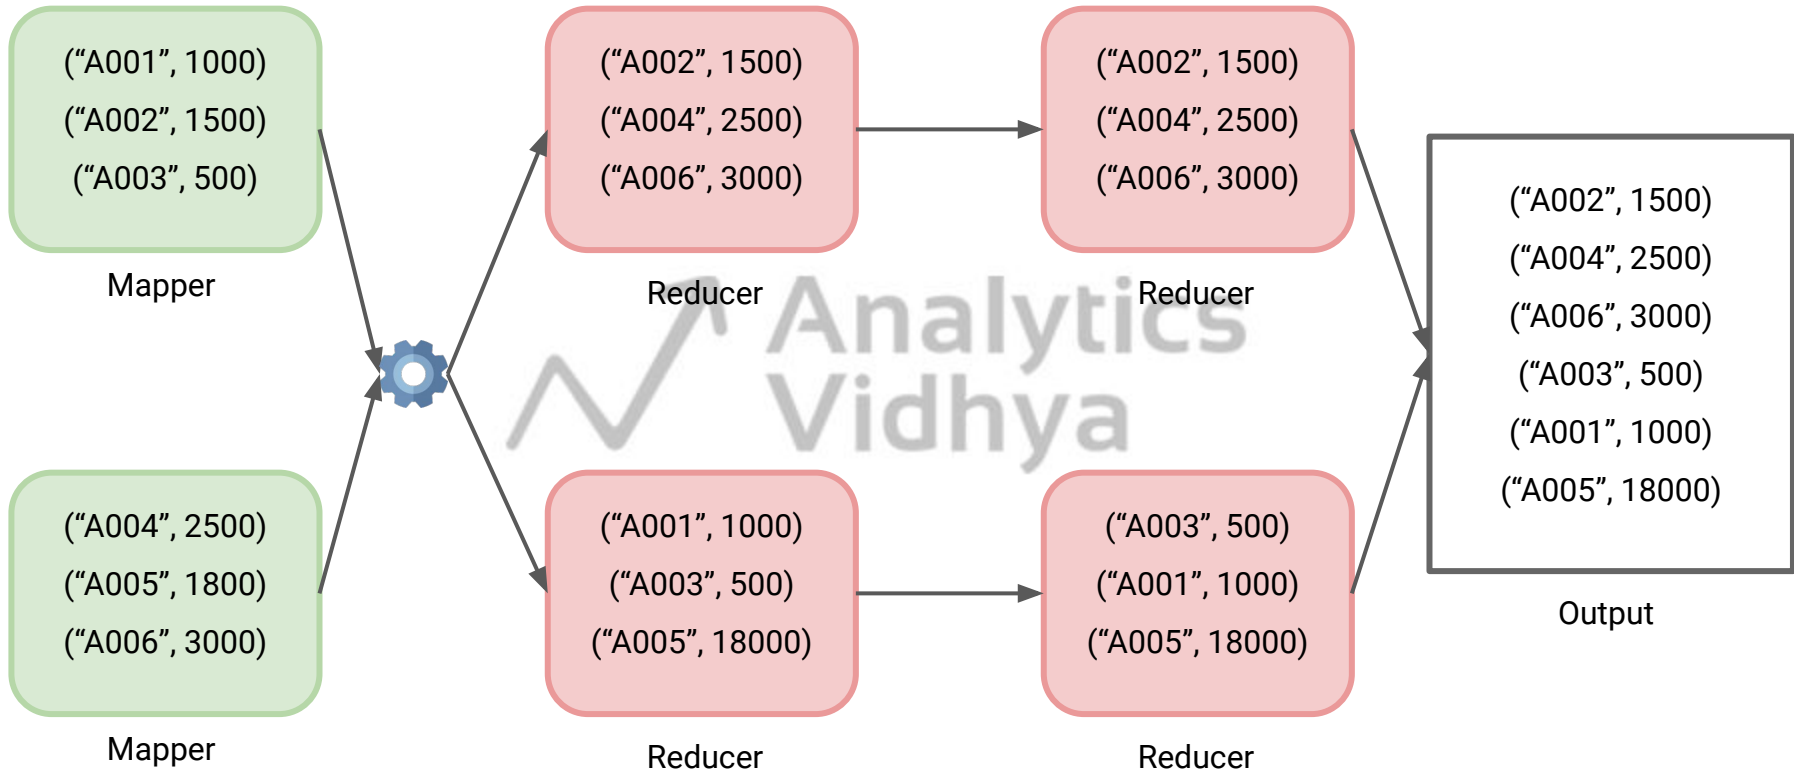 (“A001”, 1000)
(“A002”, 1500)
(“A003”, 500)
Mapper
(“A004”, 2500)
(“A005”, 1800)
(“A006”, 3000)
Mapper
(“A002”, 1500)
(“A004”, 2500)
(“A006”, 3000)
Reducer
(“A001”, 1000)
(“A003”, 500)
(“A005”, 18000)
Reducer
(“A002”, 1500)
(“A004”, 2500)
(“A006”, 3000)
Reducer
(“A003”, 500)
(“A001”, 1000)
(“A005”, 18000)
Reducer
(“A002”, 1500)
(“A004”, 2500)
(“A006”, 3000)
(“A003”, 500)
(“A001”, 1000)
(“A005”, 18000)
Output
Analytics
Vidhya